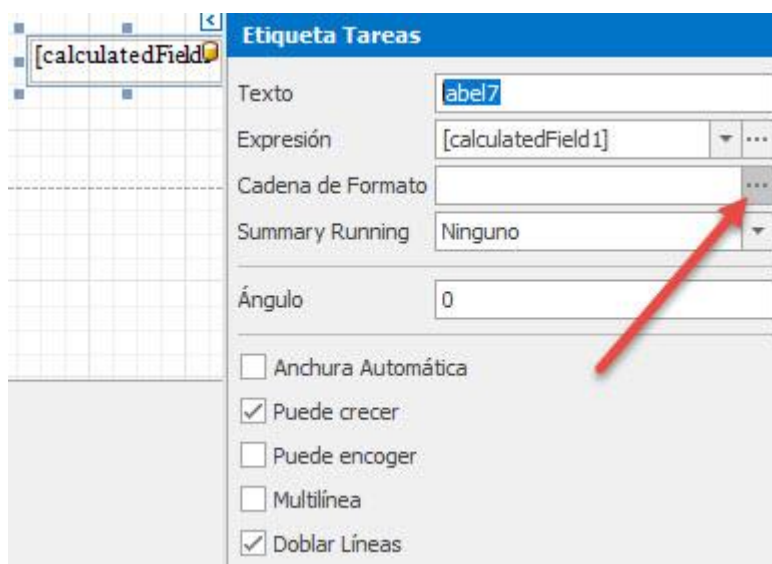 [calculatedField
Etiqueta Tareas
Texto label7
Expresión [calculatedField1] ...
Cadena de Formato ...
Summary Running Ninguno
Ángulo 0
Anchura Automática
Puede crecer
Puede encoger
Multilínea
Doblar Líneas